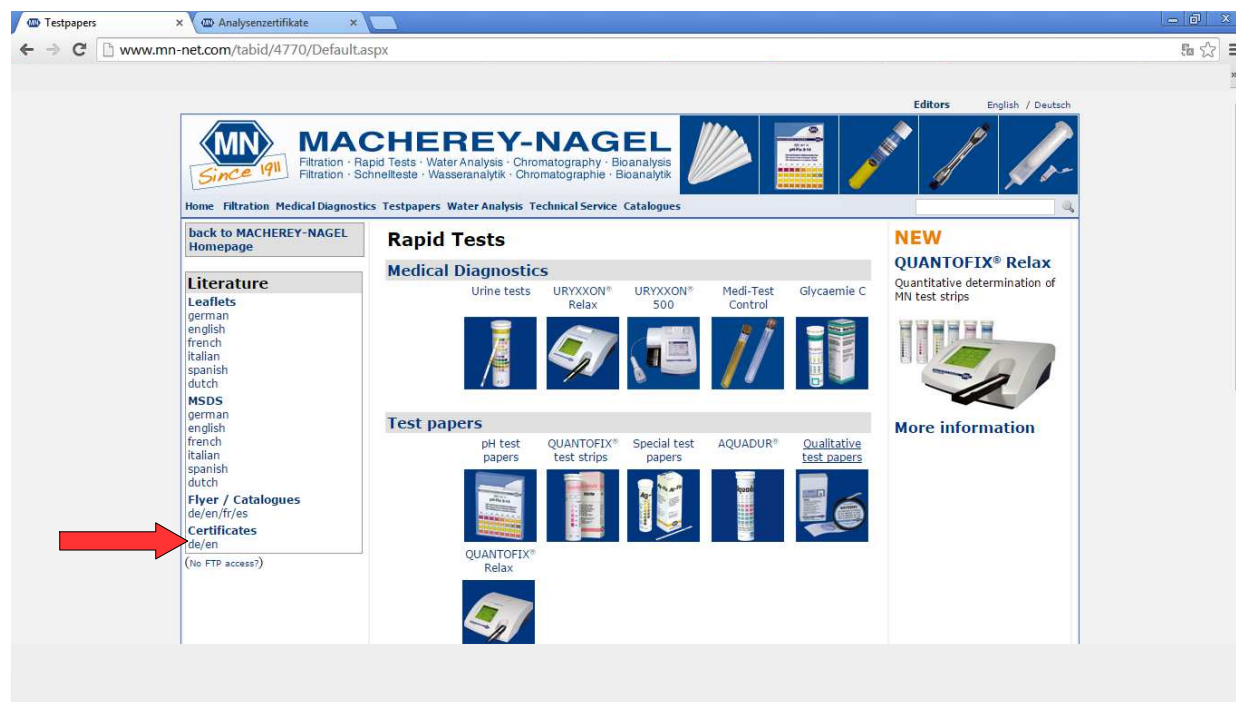 Testpapers
Analysenzertifikate
www.mn-net.com/tabid/4770/Default.aspx
Editors English / Deutsch
MN
Since 1911
MACHEREY-NAGEL
Filtration · Rapid Tests · Water Analysis · Chromatography · Bioanalysis
Filtration · Schnellteste · Wasseranalytik · Chromatographie · Bioanalytik
Home Filtration Medical Diagnostics Testpapers Water Analysis Technical Service Catalogues
back to MACHEREY-NAGEL
Homepage
Literature
Leaflets
german
english
french
italian
spanish
dutch
MSDS
german
english
french
italian
spanish
dutch
Flyer / Catalogues
de/en/fr/es
Certificates
de/en
(No FTP access?)
Rapid Tests
Medical Diagnostics
Urine tests
URYXXON®
Relax
URYXXON®
500
Medi-Test
Control
Glycaemie C
Test papers
pH test
papers
QUANTOFIX®
test strips
Special test
papers
AQUADUR®
Qualitative
test papers
QUANTOFIX®
Relax
NEW
QUANTOFIX® Relax
Quantitative determination of
MN test strips
More information